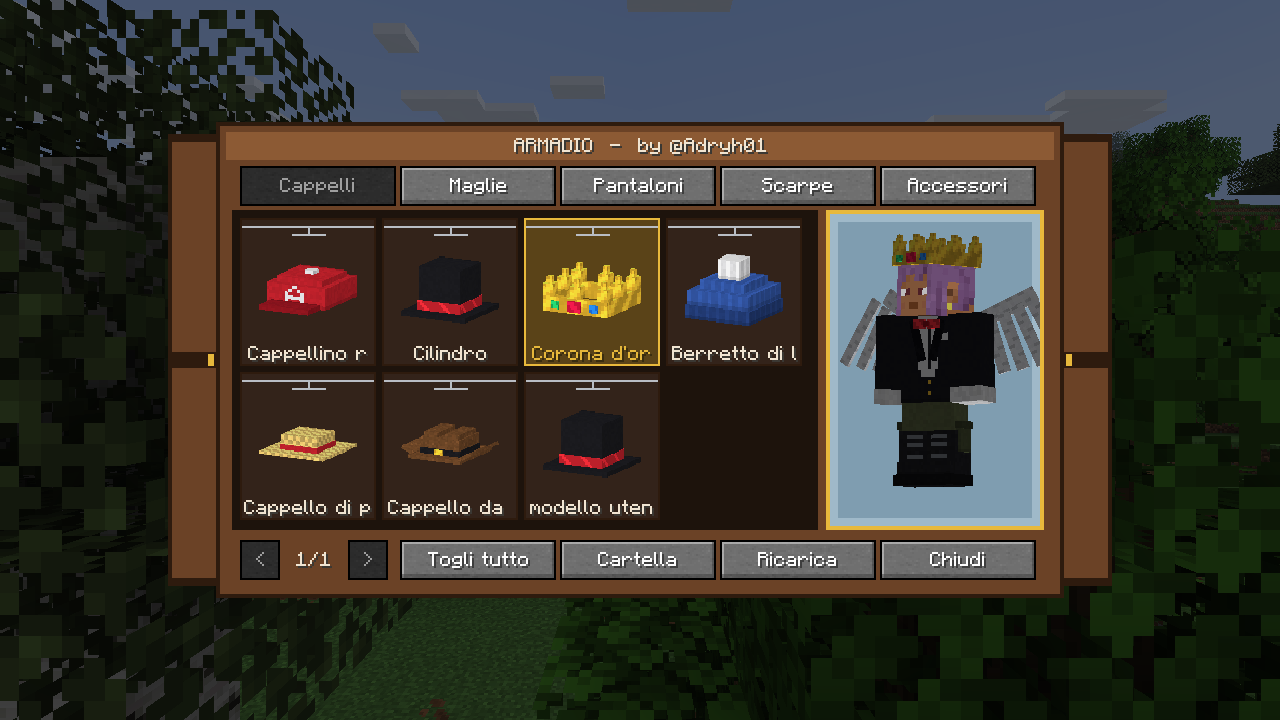 ARMADIO - by @Adryh01
Cappelli Maglie Pantaloni Scarpe Accessori
Cappellino r Cilindro Corona d'or Berretto di l
Cappello di p Cappello da modello uten
< 1/1 > Togli tutto Cartella Ricarica Chiudi